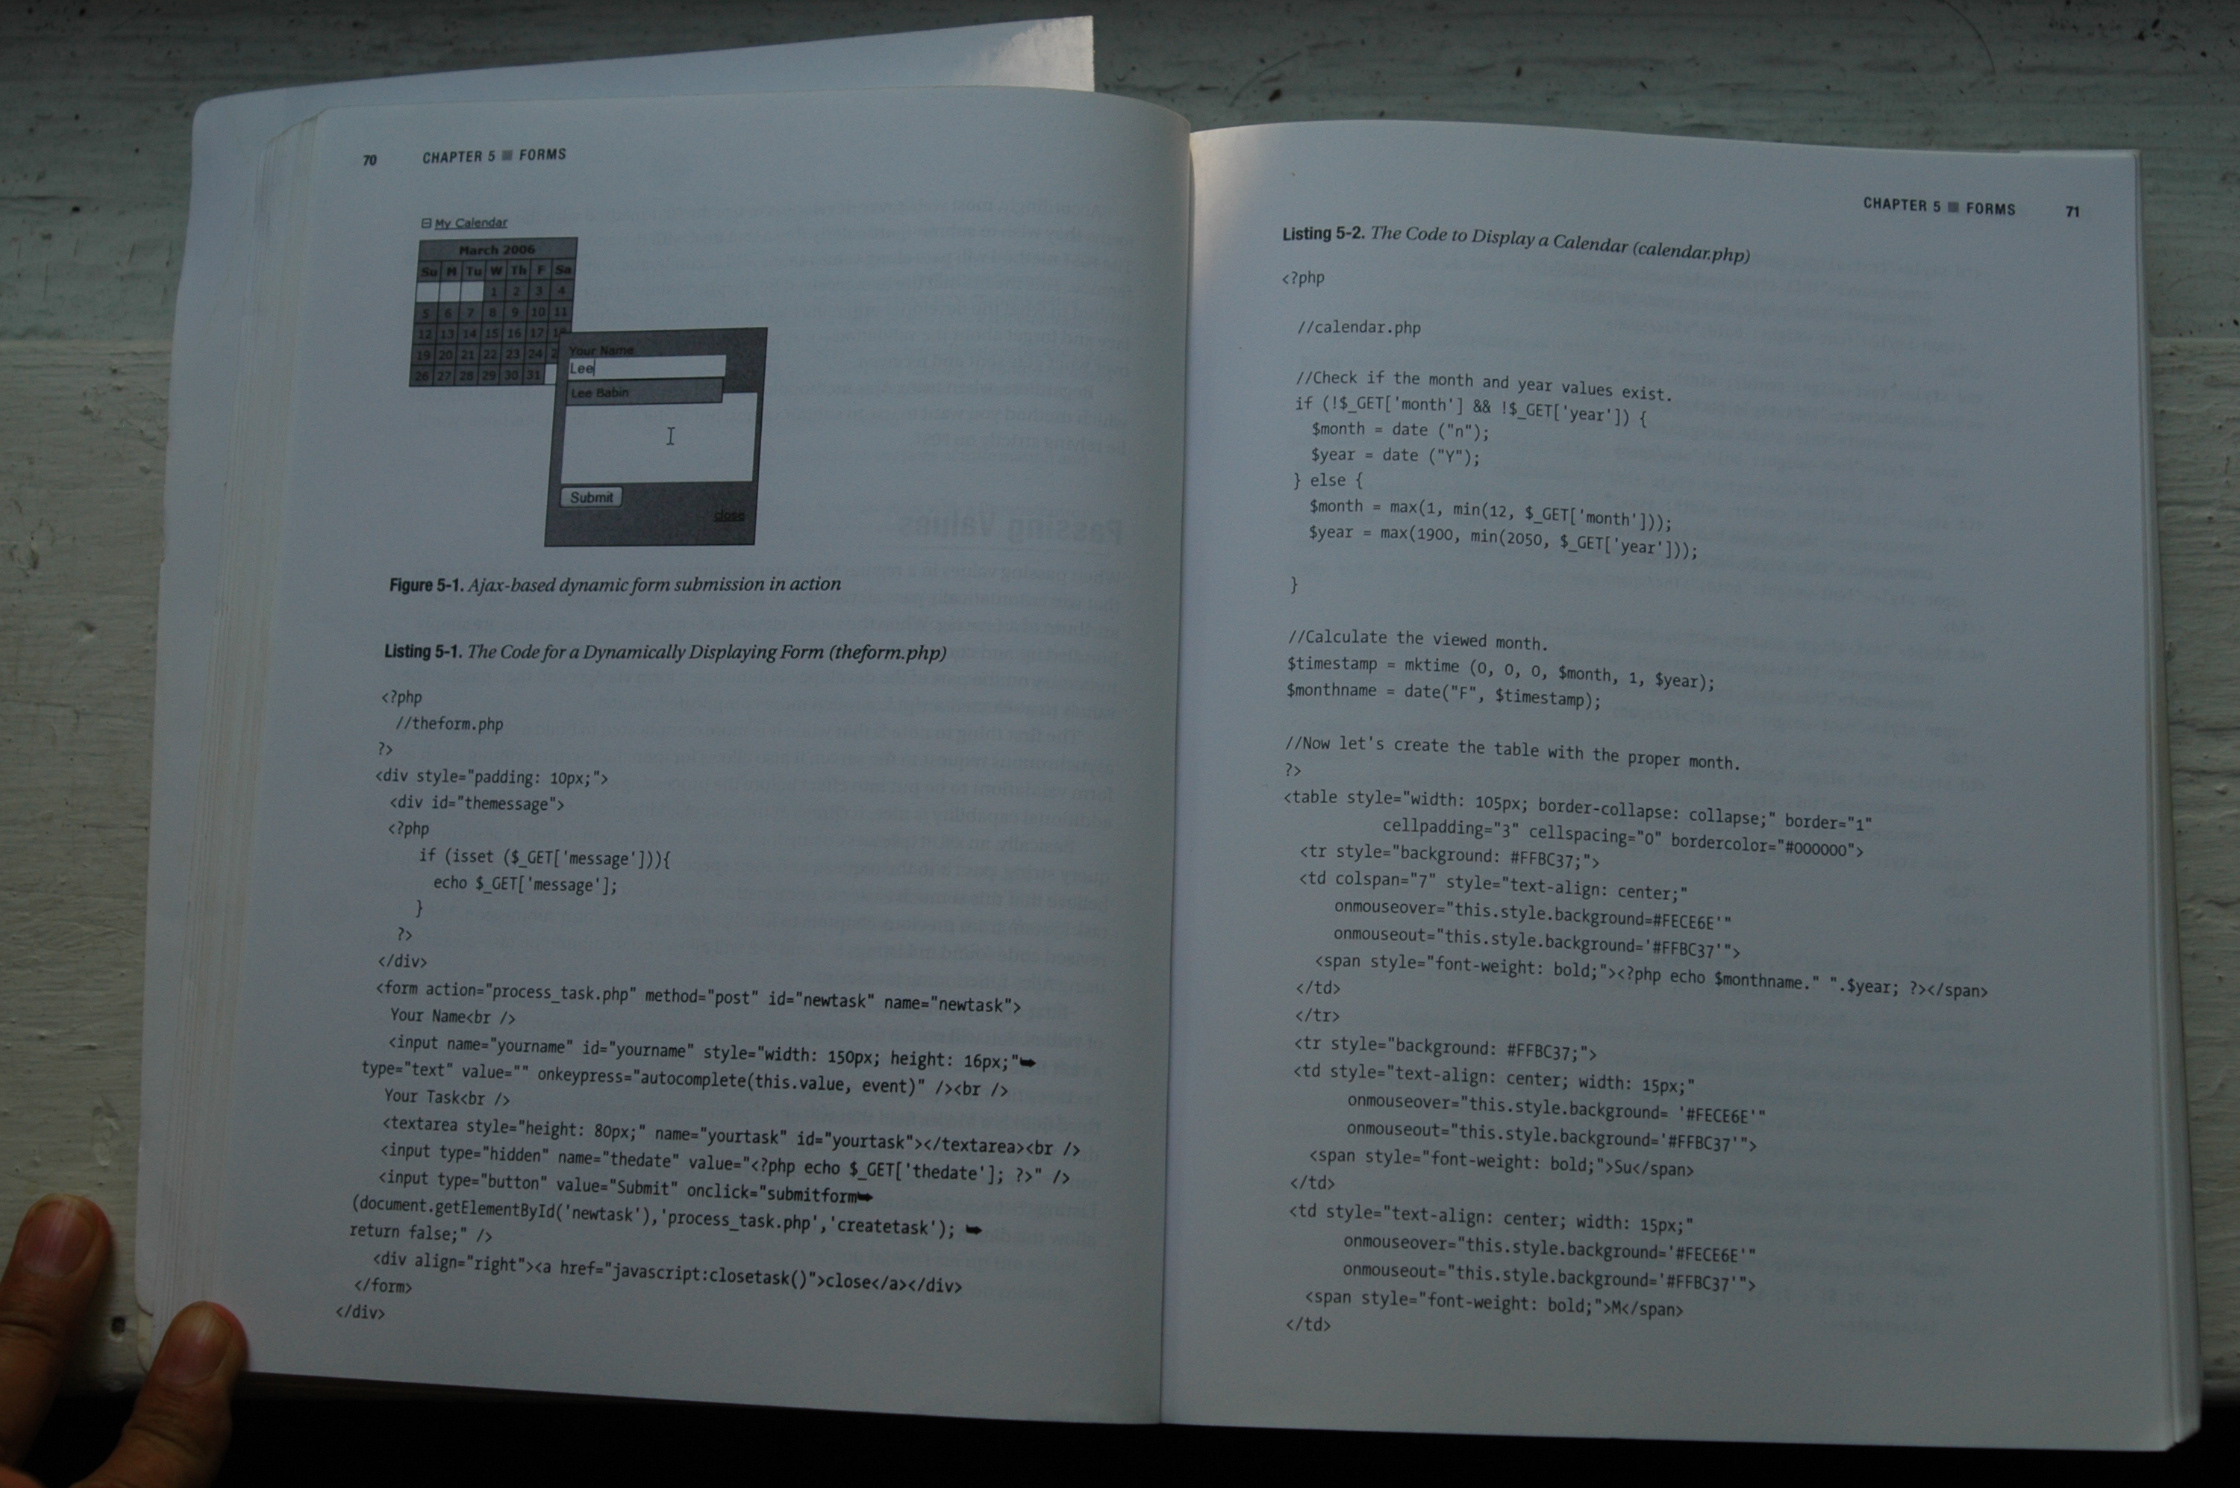 70 CHAPTER 5 ■ FORMS
My Calendar
March 2006
Su M Tu W Th F Sa
1 2 3 4
5 6 7 8 9 10 11
12 13 14 15 16 17 18
19 20 21 22 23 24 2
26 27 28 29 30 31
Your Name
Lee
Lee Babin
Submit
close
Figure 5-1. Ajax-based dynamic form submission in action
Listing 5-1. The Code for a Dynamically Displaying Form (theform.php)
<?php
//theform.php
?>
<div style="padding: 10px;">
<div id="themessage">
<?php
if (isset ($_GET['message'])){
echo $_GET['message'];
}
?>
</div>
<form action="process_task.php" method="post" id="newtask" name="newtask">
Your Name<br />
<input name="yourname" id="yourname" style="width: 150px; height: 16px;"➥
type="text" value="" onkeypress="autocomplete(this.value, event)" /><br />
Your Task<br />
<textarea style="height: 80px;" name="yourtask" id="yourtask"></textarea><br />
<input type="hidden" name="thedate" value="<?php echo $_GET['thedate']; ?>" />
<input type="button" value="Submit" onclick="submitform➥
(document.getElementById('newtask'),'process_task.php','createtask'); ➥
return false;" />
<div align="right"><a href="javascript:closetask()">close</a></div>
</form>
</div>
CHAPTER 5 ■ FORMS 71
Listing 5-2. The Code to Display a Calendar (calendar.php)
<?php
//calendar.php
//Check if the month and year values exist.
if (!$_GET['month'] && !$_GET['year']) {
$month = date ("n");
$year = date ("Y");
} else {
$month = max(1, min(12, $_GET['month']));
$year = max(1900, min(2050, $_GET['year']));
}
//Calculate the viewed month.
$timestamp = mktime (0, 0, 0, $month, 1, $year);
$monthname = date("F", $timestamp);
//Now let's create the table with the proper month.
?>
<table style="width: 105px; border-collapse: collapse;" border="1"
cellpadding="3" cellspacing="0" bordercolor="#000000">
<tr style="background: #FFBC37;">
<td colspan="7" style="text-align: center;"
onmouseover="this.style.background=#FECE6E'"
onmouseout="this.style.background='#FFBC37'">
<span style="font-weight: bold;"><?php echo $monthname." ".$year; ?></span>
</td>
</tr>
<tr style="background: #FFBC37;">
<td style="text-align: center; width: 15px;"
onmouseover="this.style.background= '#FECE6E'"
onmouseout="this.style.background='#FFBC37'">
<span style="font-weight: bold;">Su</span>
</td>
<td style="text-align: center; width: 15px;"
onmouseover="this.style.background='#FECE6E'"
onmouseout="this.style.background='#FFBC37'">
<span style="font-weight: bold;">M</span>
</td>